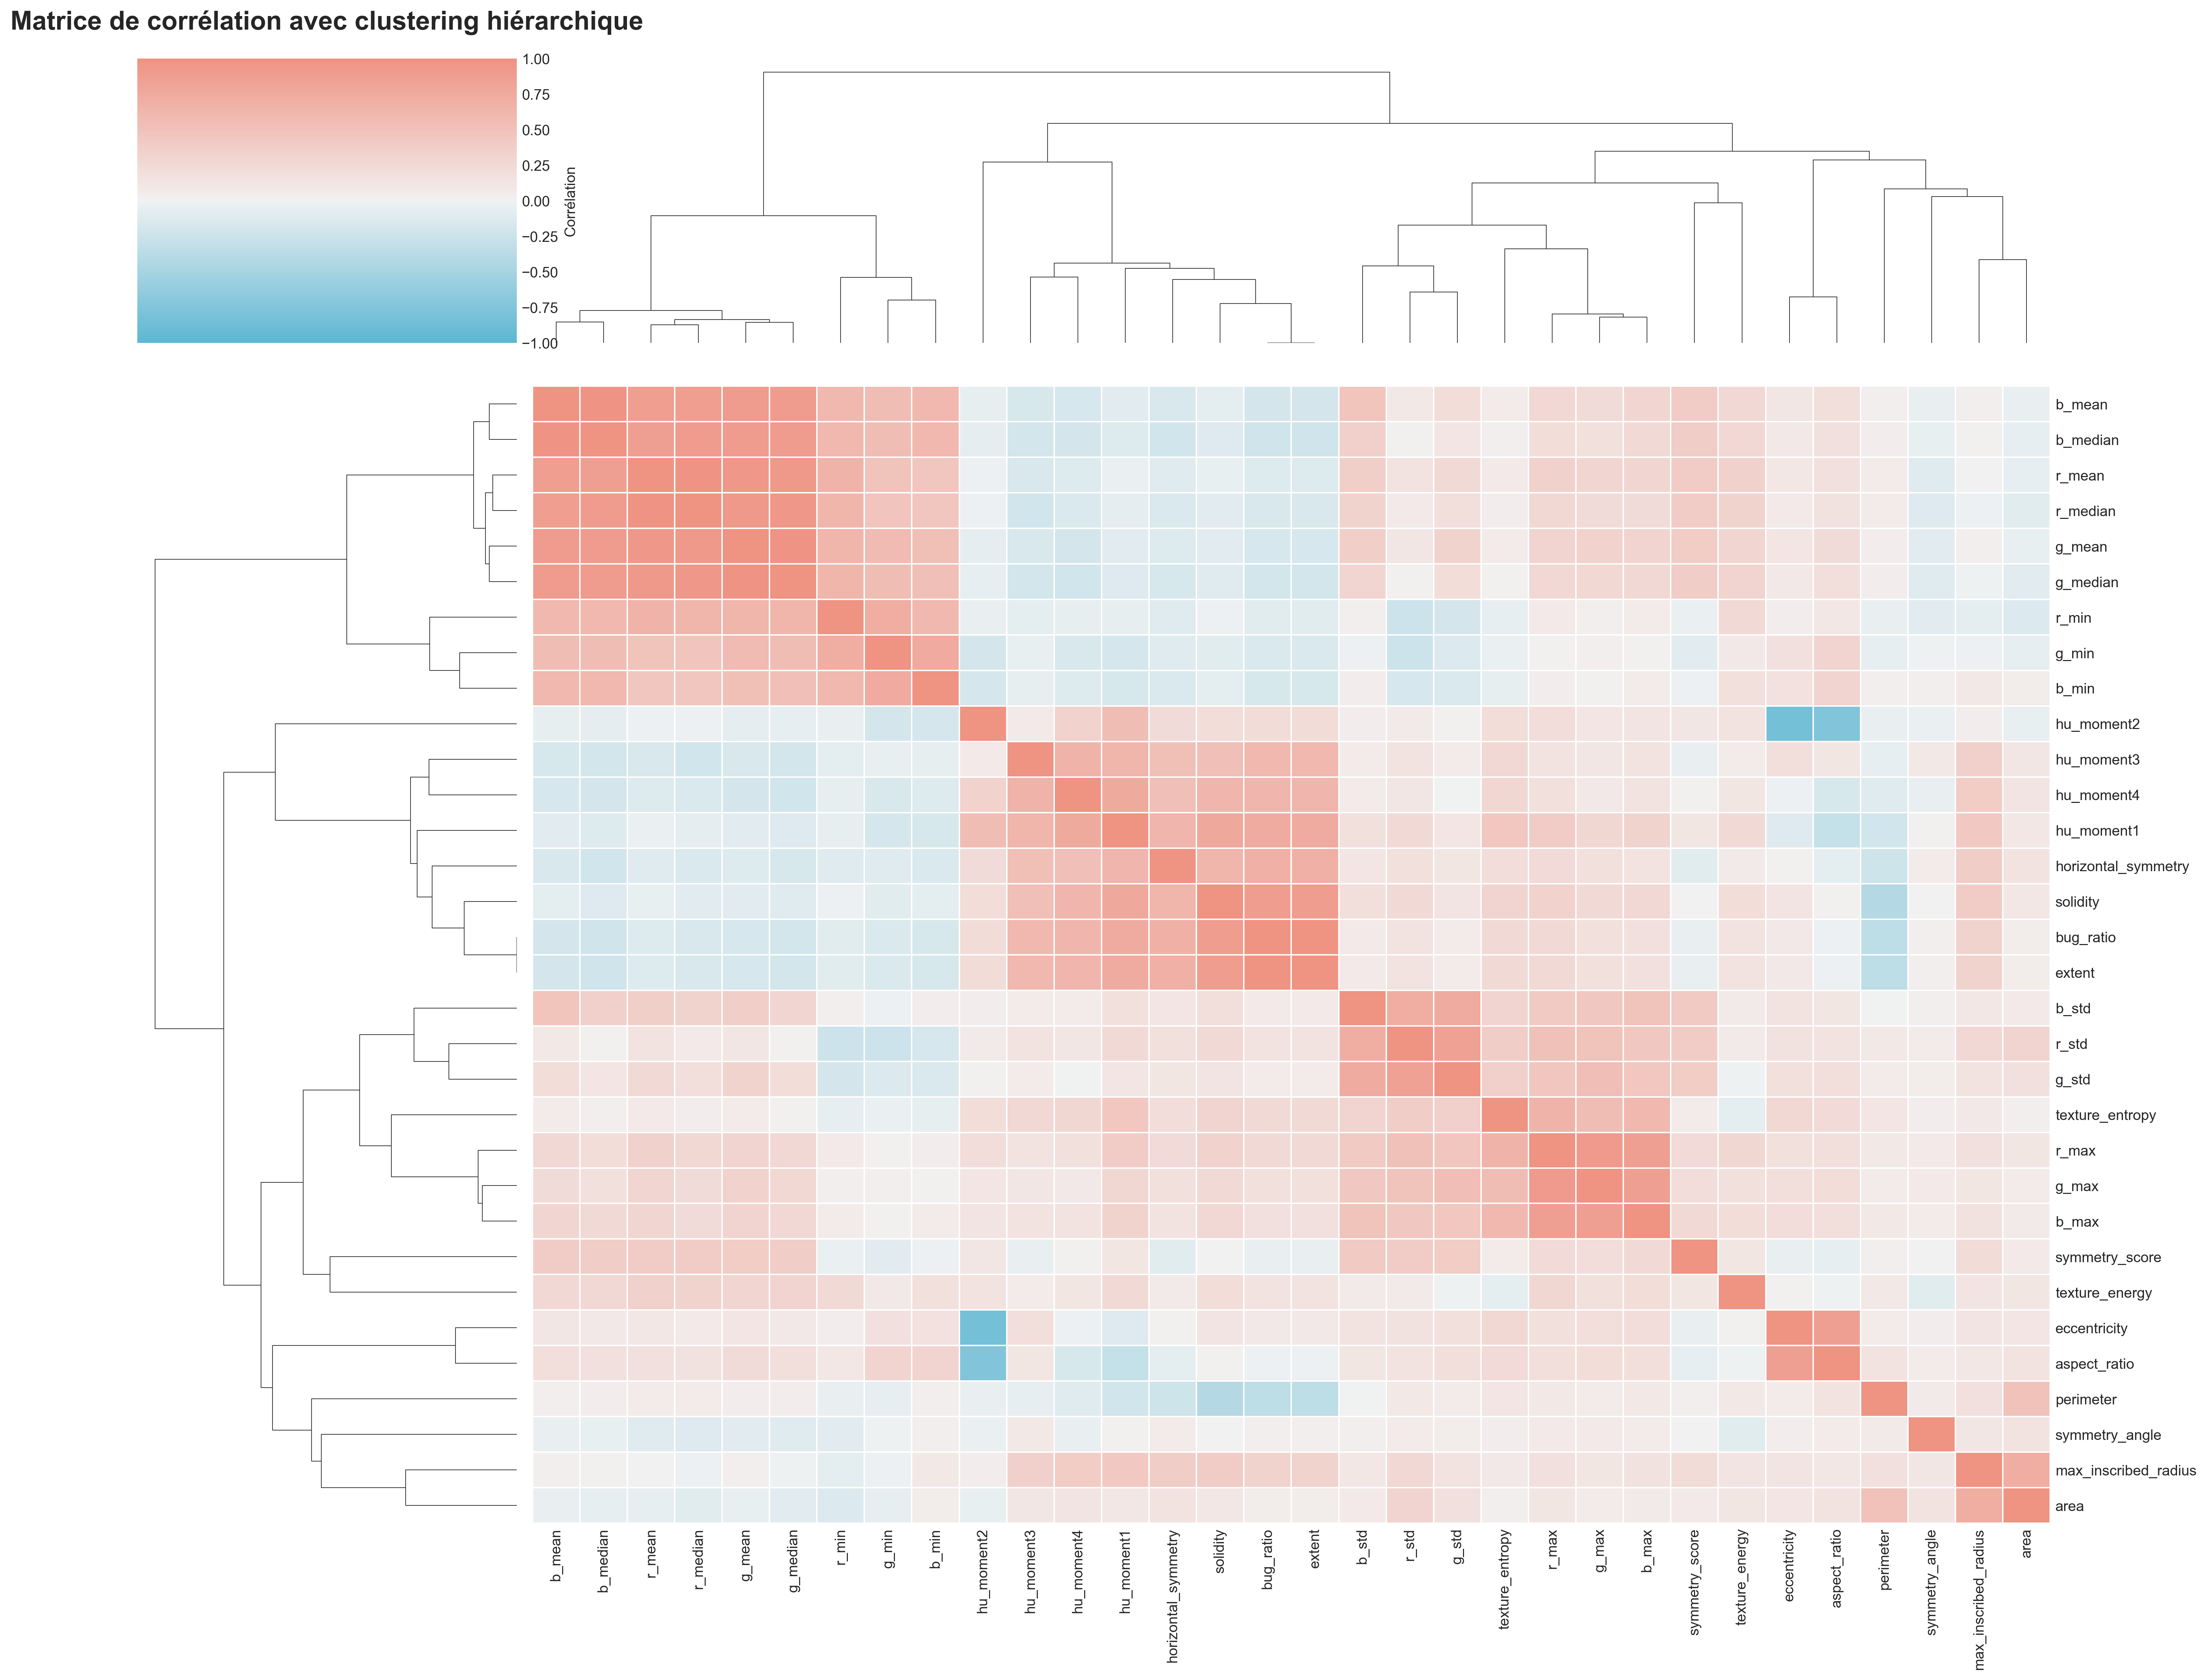 Matrice de corrélation avec clustering hiérarchique
1.00
0.75
0.50
0.25
0.00
−0.25
−0.50
−0.75
−1.00
Corrélation
b_mean
b_median
r_mean
r_median
g_mean
g_median
r_min
g_min
b_min
hu_moment2
hu_moment3
hu_moment4
hu_moment1
horizontal_symmetry
solidity
bug_ratio
extent
b_std
r_std
g_std
texture_entropy
r_max
g_max
b_max
symmetry_score
texture_energy
eccentricity
aspect_ratio
perimeter
symmetry_angle
max_inscribed_radius
area
b_mean
b_median
r_mean
r_median
g_mean
g_median
r_min
g_min
b_min
hu_moment2
hu_moment3
hu_moment4
hu_moment1
horizontal_symmetry
solidity
bug_ratio
extent
b_std
r_std
g_std
texture_entropy
r_max
g_max
b_max
symmetry_score
texture_energy
eccentricity
aspect_ratio
perimeter
symmetry_angle
max_inscribed_radius
area